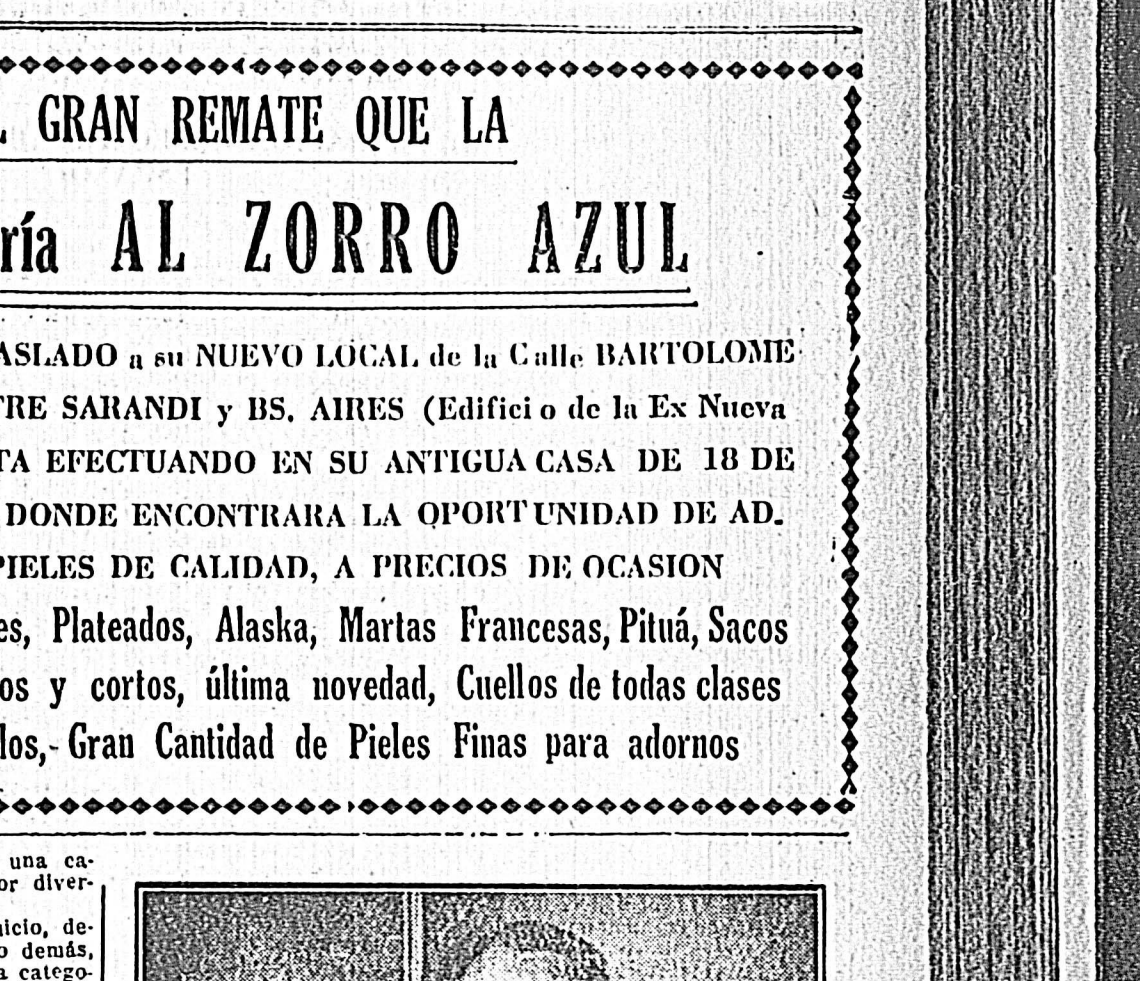 GRAN REMATE QUE LA
ría AL ZORRO AZUL
ASLADO a su NUEVO LOCAL de la Calle BARTOLOME
TRE SARANDI y BS. AIRES (Edificio de la Ex Nueva
TA EFECTUANDO EN SU ANTIGUA CASA DE 18 DE
DONDE ENCONTRARA LA OPORTUNIDAD DE AD.
PIELES DE CALIDAD, A PRECIOS DE OCASION
es, Plateados, Alaska, Martas Francesas, Pituá, Sacos
os y cortos, última novedad, Cuellos de todas clases
los,- Gran Cantidad de Pieles Finas para adornos
una ca-
or diver-
icio, de-
o demás,
a catego-